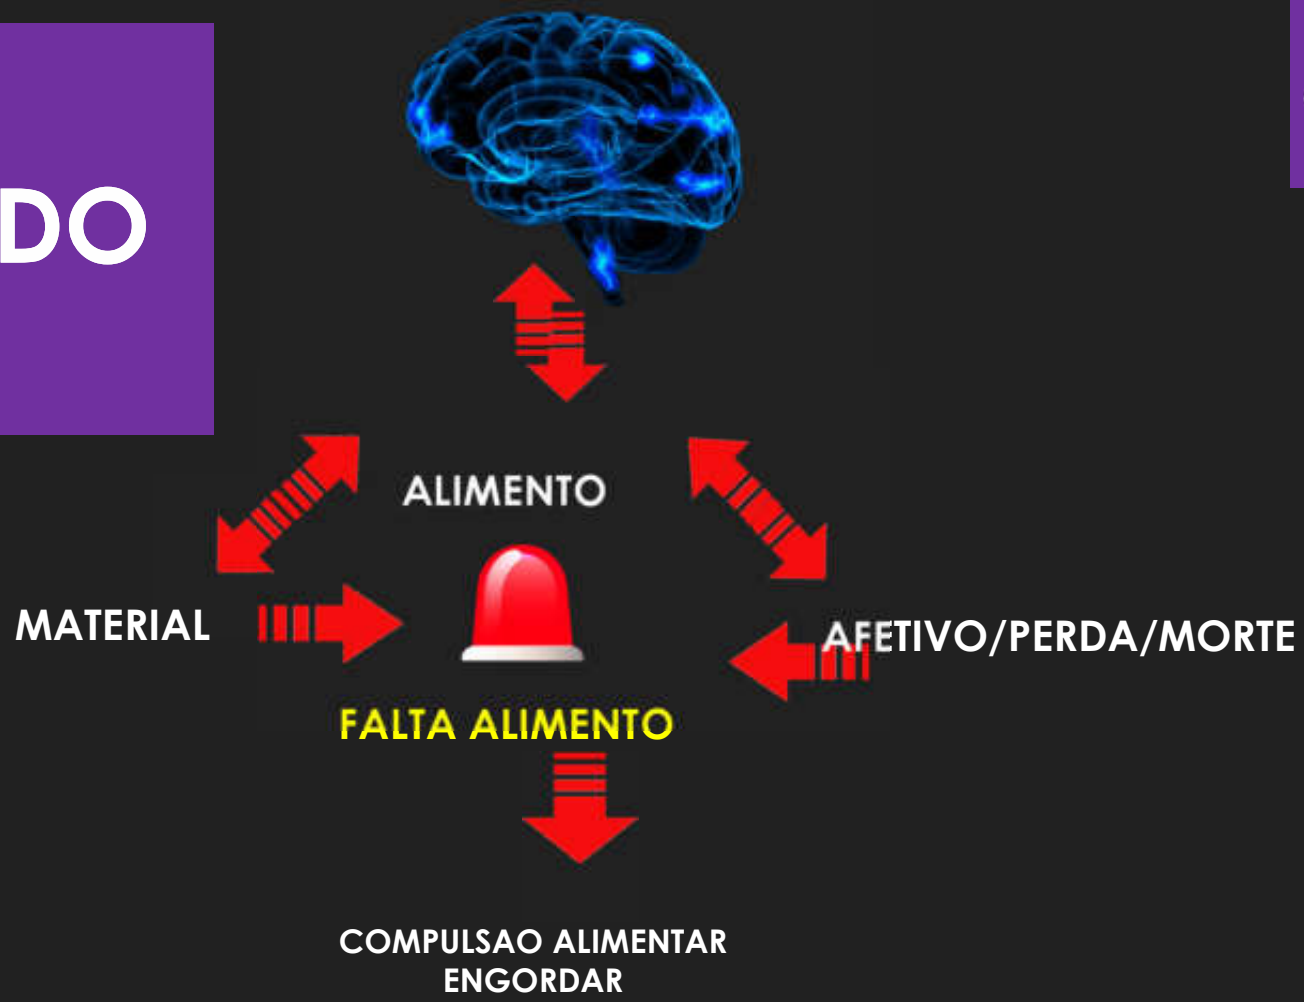 DO
ALIMENTO
MATERIAL
AFETIVO/PERDA/MORTE
FALTA ALIMENTO
COMPULSAO ALIMENTAR
ENGORDAR